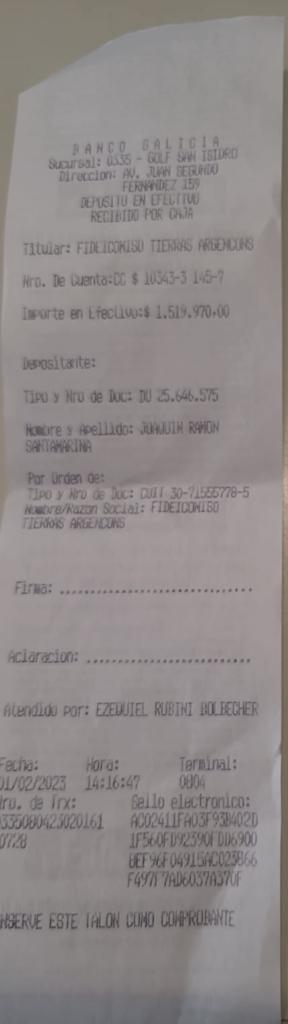 BANCO GALICIA
Sucursal: 0335 - GOLF SAN ISIDRO
Direccion: AV. JUAN SEGUNDO
FERNANDEZ 159
DEPOSITO EN EFECTIVO
RECIBIDO POR CAJA
Titular: FIDEICOMISO TIERRAS ARGENCONS
Nro. De Cuenta:CC $ 10343-3 145-7
Importe en Efectivo:$ 1.519.970,00
Depositante:
Tipo y Nro de Doc: DU 25.646.575
Nombre y Apellido: JOAQUIN RAMON
SANTAMARINA
Por Orden de:
Tipo y Nro de Doc: CUIT 30-71555778-5
Nombre/Razon Social: FIDEICOMISO
TIERRAS ARGENCONS
Firma: ................................
Aclaracion: ...........................
Atendido por: EZEQUIEL RUBINI BOLBECHER
Fecha: Hora: Terminal:
01/02/2023 14:16:47 0804
Nro. de Trx: Sello electronico:
0335080423020161
0728
F497F7AD6037A370F
CONSERVE ESTE TALON COMO COMPROBANTE